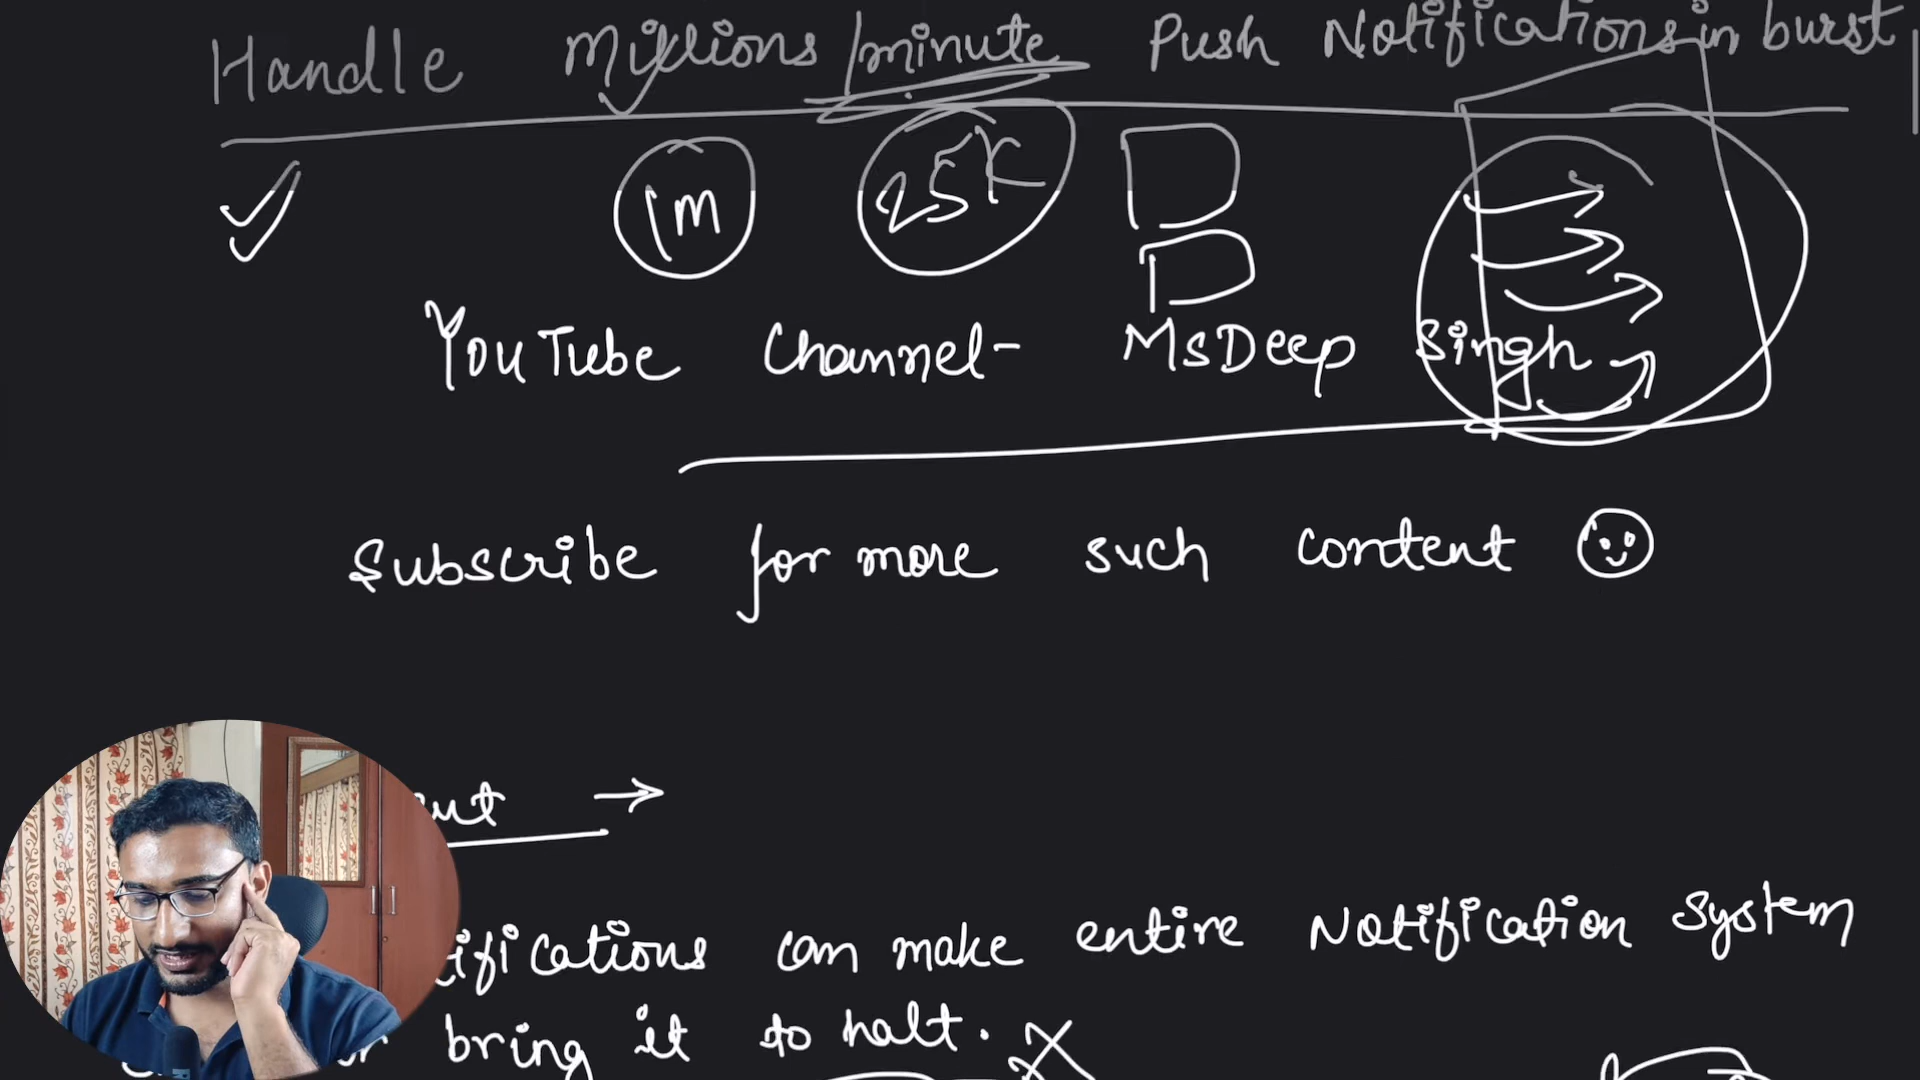 Handle Millions/minute Push Notifications in burst
1m 25K
YouTube Channel- MsDeep Singh
Subscribe for more such content
can make entire Notification System
bring it to halt.